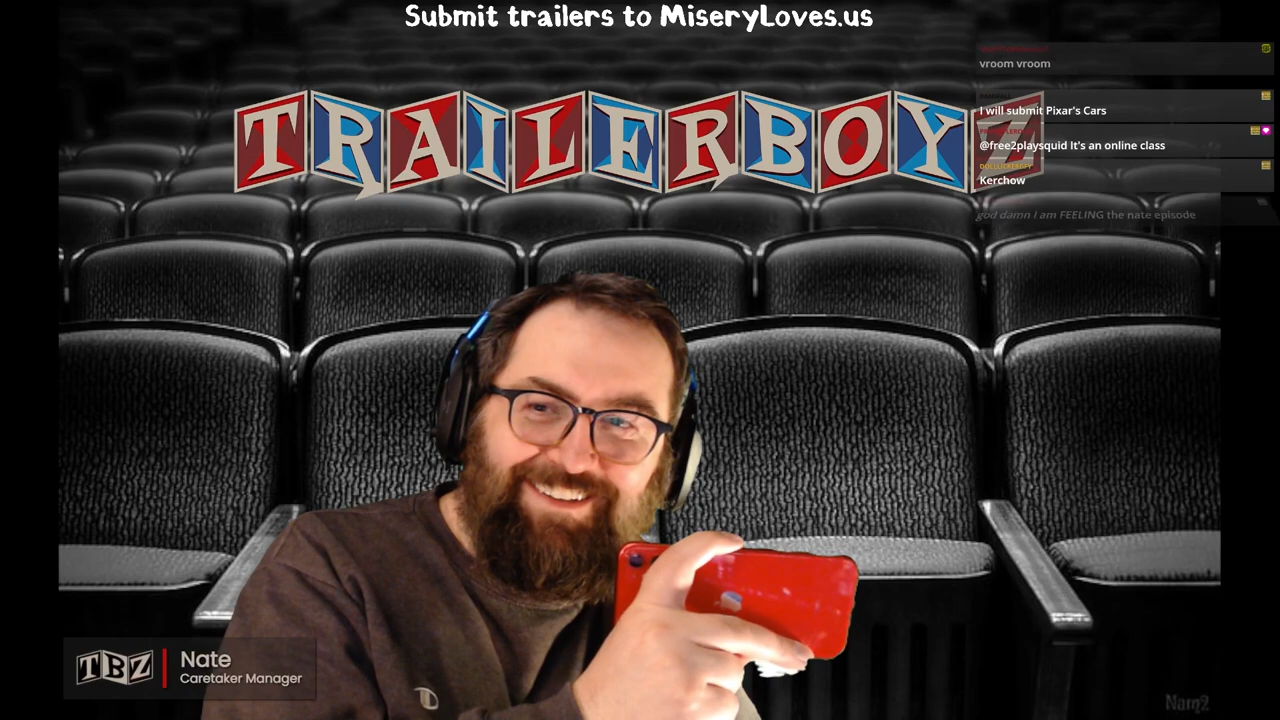 Submit trailers to MiseryLoves.us
TRAILERBOYZ
vroom vroom
I will submit Pixar's Cars
@free2playsquid It's an online class
Kerchow
god damn I am FEELING the nate episode
TBZ
Nate
Caretaker Manager